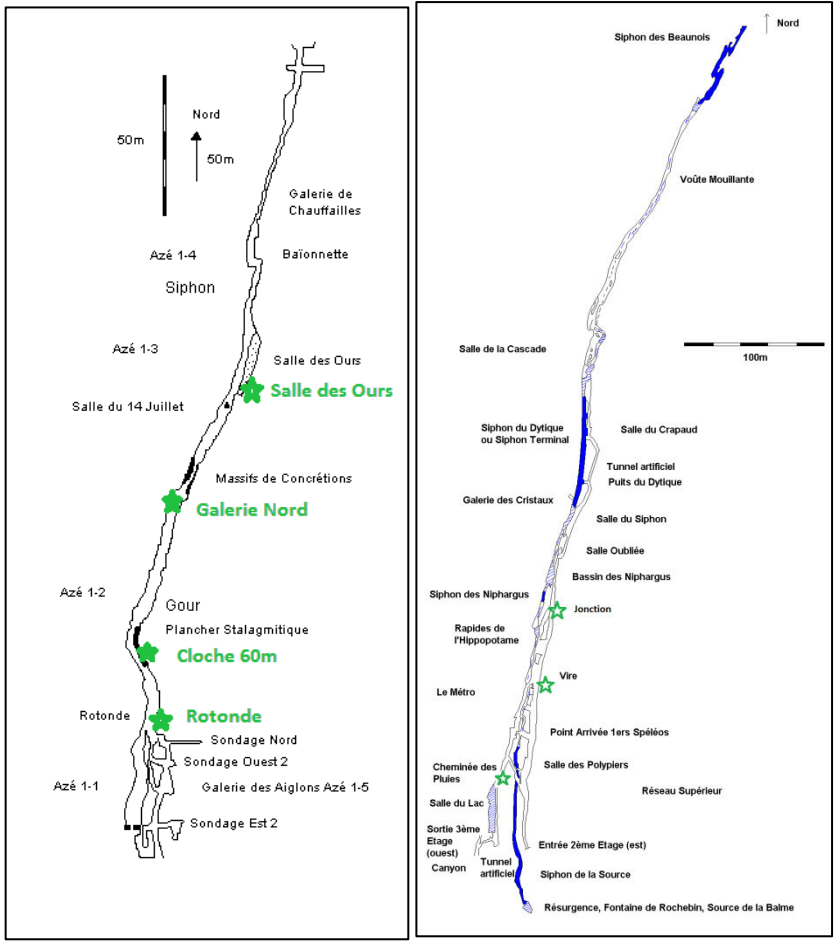 Nord
50m
50m
Galerie de
Chauffailles
Azé 1-4
Baïonnette
Siphon
Azé 1-3
Salle des Ours
Salle des Ours
Salle du 14 Juillet
Massifs de Concrétions
Galerie Nord
Azé 1-2
Gour
Plancher Stalagmitique
Cloche 60m
Rotonde
Rotonde
Sondage Nord
Sondage Ouest 2
Azé 1-1
Galerie des Aiglons Azé 1-5
Sondage Est 2
Siphon des Beaunois
Nord
Voûte Mouillante
100m
Salle de la Cascade
Siphon du Dytique
ou Siphon Terminal
Salle du Crapaud
Tunnel artificiel
Puits du Dytique
Galerie des Cristaux
Salle du Siphon
Salle Oubliée
Bassin des Niphargus
Siphon des Niphargus
Jonction
Rapides de
l'Hippopotame
Vire
Le Métro
Point Arrivée 1ers Spéléos
Cheminée des
Pluies
Salle des Polypiers
Réseau Supérieur
Salle du Lac
Sortie 3ème
Etage
(ouest)
Entrée 2ème Etage (est)
Canyon
Tunnel
artificiel
Siphon de la Source
Résurgence, Fontaine de Rochebin, Source de la Balme